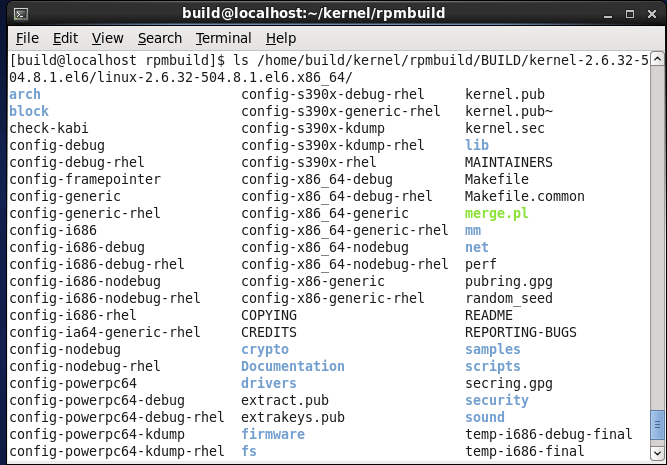 build@localhost:~/kernel/rpmbuild
File Edit View Search Terminal Help
[build@localhost rpmbuild]$ ls /home/build/kernel/rpmbuild/BUILD/kernel-2.6.32-5
04.8.1.el6/linux-2.6.32-504.8.1.el6.x86_64/
arch config-s390x-debug-rhel kernel.pub
block config-s390x-generic-rhel kernel.pub~
check-kabi config-s390x-kdump kernel.sec
config-debug config-s390x-kdump-rhel lib
config-debug-rhel config-s390x-rhel MAINTAINERS
config-framepointer config-x86_64-debug Makefile
config-generic config-x86_64-debug-rhel Makefile.common
config-generic-rhel config-x86_64-generic merge.pl
config-i686 config-x86_64-generic-rhel mm
config-i686-debug config-x86_64-nodebug net
config-i686-debug-rhel config-x86_64-nodebug-rhel perf
config-i686-nodebug config-x86-generic pubring.gpg
config-i686-nodebug-rhel config-x86-generic-rhel random_seed
config-i686-rhel COPYING README
config-ia64-generic-rhel CREDITS REPORTING-BUGS
config-nodebug crypto samples
config-nodebug-rhel Documentation scripts
config-powerpc64 drivers secring.gpg
config-powerpc64-debug extract.pub security
config-powerpc64-debug-rhel extrakeys.pub sound
config-powerpc64-kdump firmware temp-i686-debug-final
config-powerpc64-kdump-rhel fs temp-i686-final